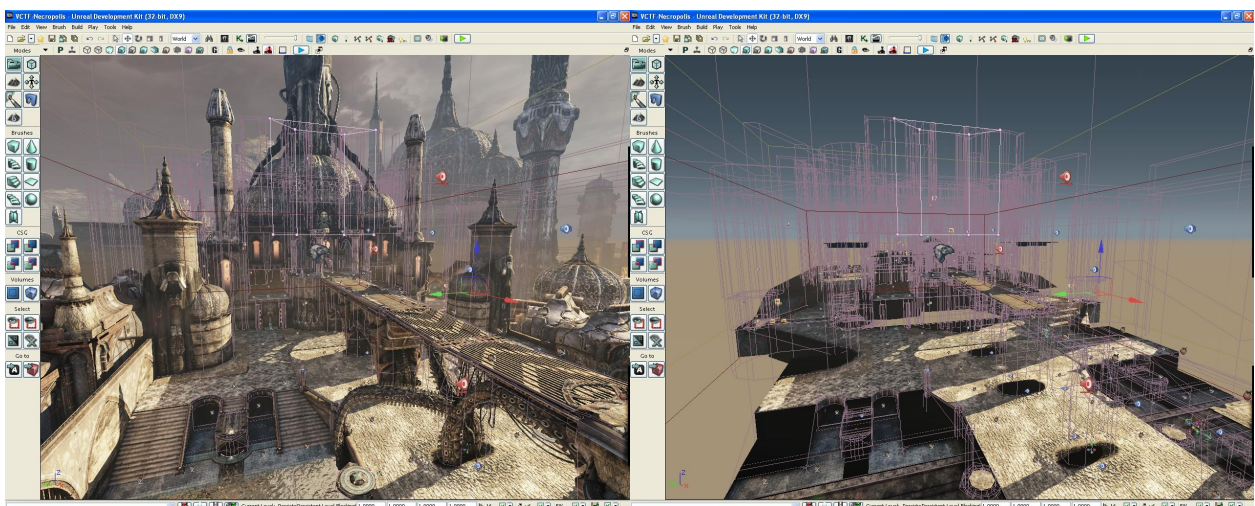 VCTF-Necropolis - Unreal Development Kit (32-bit, DX9)
File Edit View Brush Build Play Tools Help
World
Modes P G
Brushes
CSG
Volumes
Select
Go to
Z
VCTF-Necropolis - Unreal Development Kit (32-bit, DX9)
File Edit View Brush Build Play Tools Help
World
Modes P G
Brushes
CSG
Volumes
Select
Go to
Z
X